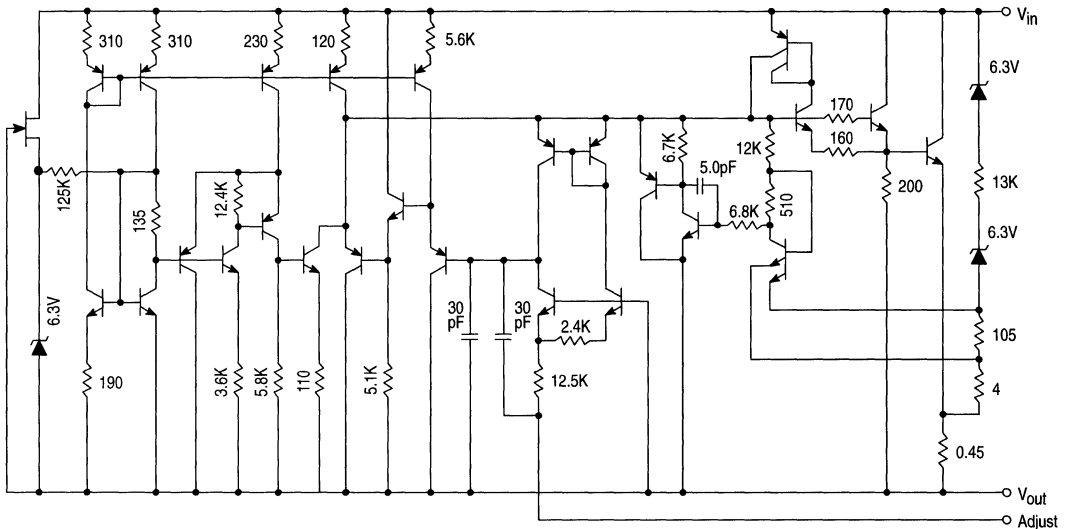 V_in
310
310
230
120
5.6K
6.3V
170
160
6.7K
5.0pF
12K
125K
135
12.4K
6.8K
510
200
13K
6.3V
6.3V
30
pF
30
pF
2.4K
105
190
3.6K
5.8K
110
5.1K
12.5K
4
0.45
V_out
Adjust